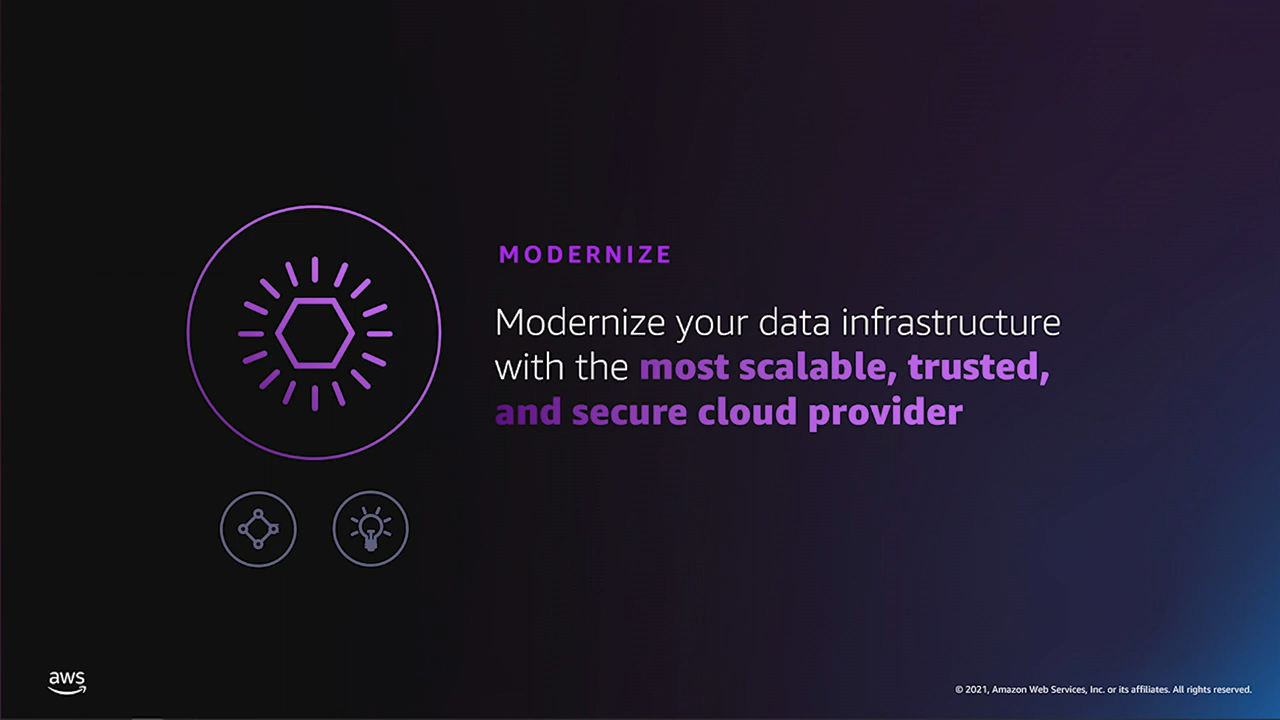 MODERNIZE
Modernize your data infrastructure
with the most scalable, trusted,
and secure cloud provider
aws
© 2021, Amazon Web Services, Inc. or its affiliates. All rights reserved.